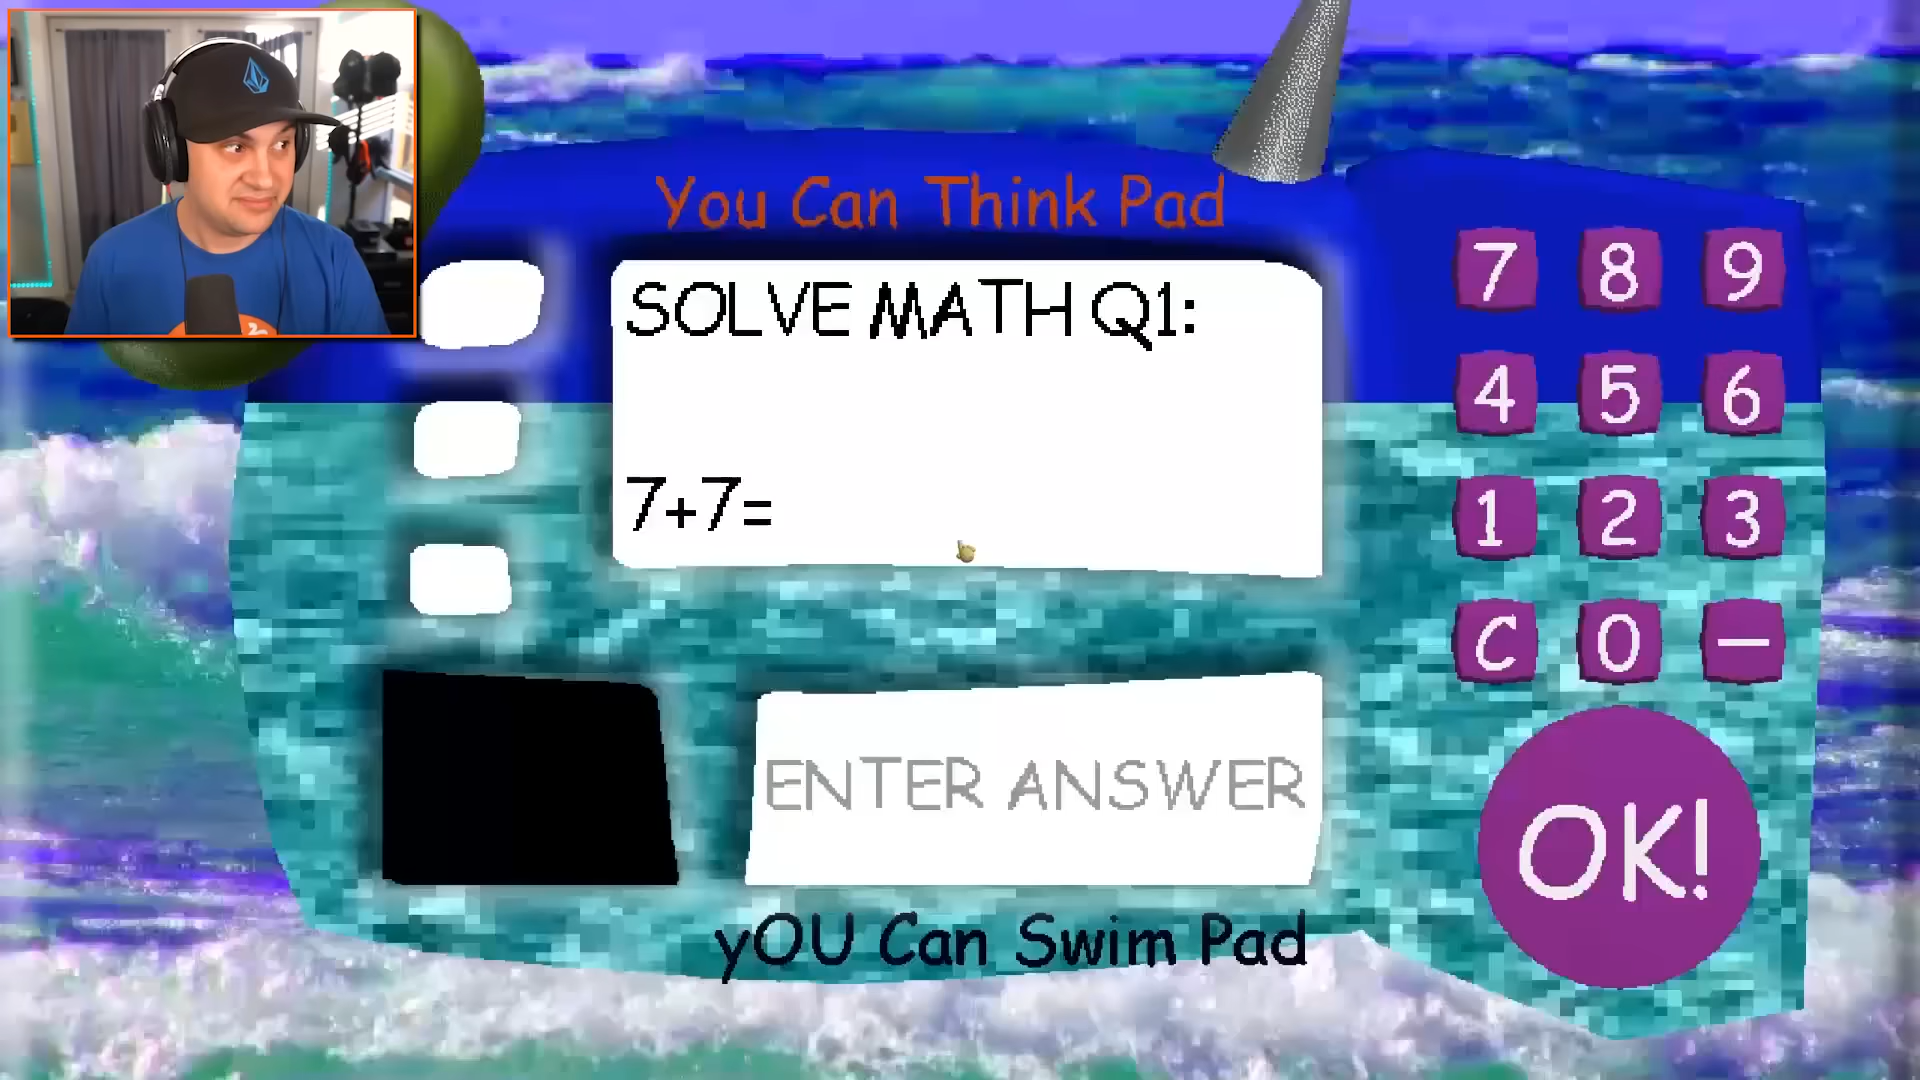 You Can Think Pad
SOLVE MATH Q1:
7+7=
7 8 9
4 5 6
1 2 3
C 0 –
ENTER ANSWER
OK!
yOU Can Swim Pad